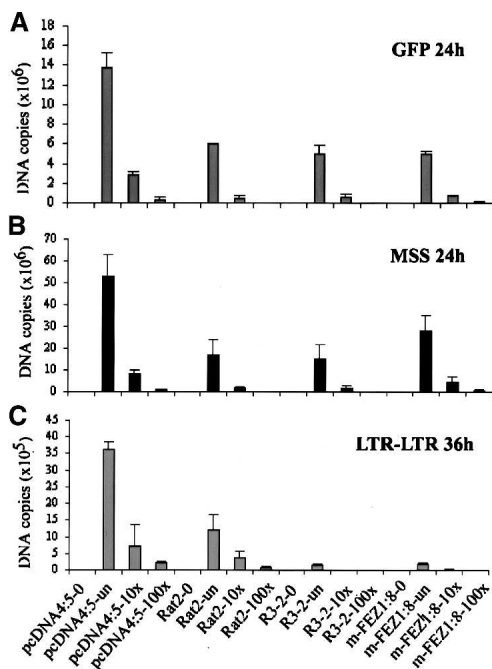 A
GFP 24h
DNA copies (x10⁶)
18
16
14
12
10
8
6
4
2
0
B
MSS 24h
DNA copies (x10⁶)
70
60
50
40
30
20
10
0
C
LTR-LTR 36h
DNA copies (x10⁵)
45
40
35
30
25
20
15
10
5
0
pcDNA4:5-0
pcDNA4:5-un
pcDNA4:5-10x
pcDNA4:5-100x
Rat2-0
Rat2-un
Rat2-10x
Rat2-100x
R3-2-0
R3-2-un
R3-2-10x
R3-2-100x
m-FEZ1:8-0
m-FEZ1:8-un
m-FEZ1:8-10x
m-FEZ1:8-100x